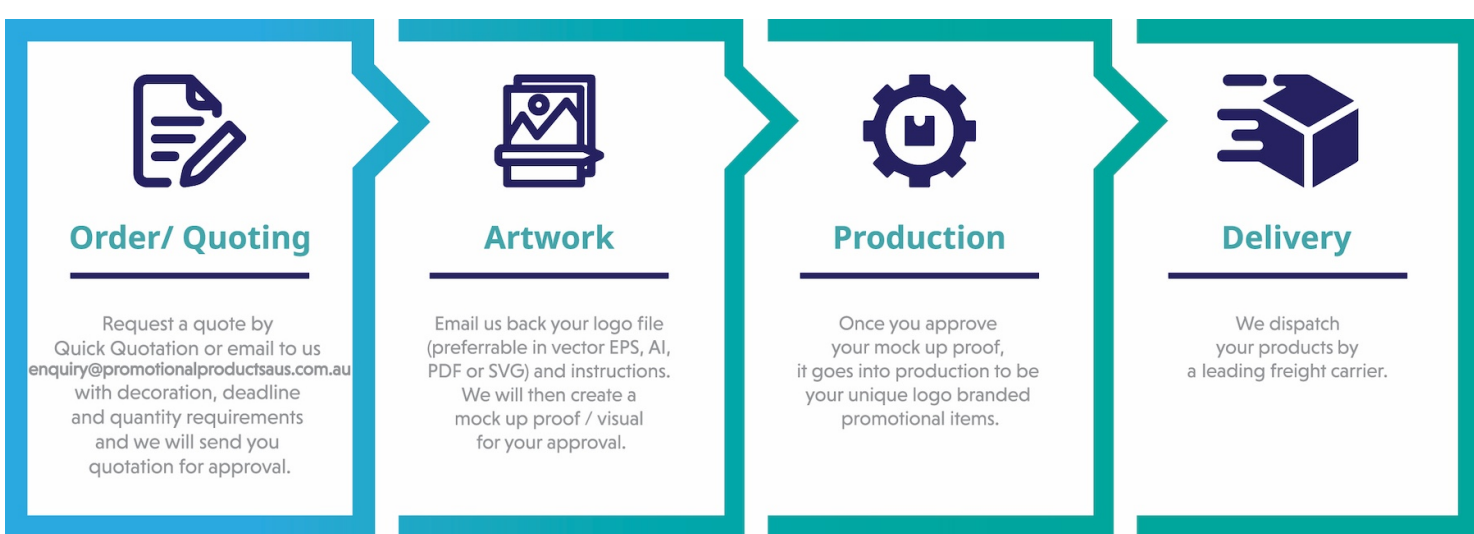 Order/ Quoting
Request a quote by
Quick Quotation or email to us
enquiry@promotionalproductsaus.com.au
with decoration, deadline
and quantity requirements
and we will send you
quotation for approval.
Artwork
Email us back your logo file
(preferrable in vector EPS, AI,
PDF or SVG) and instructions.
We will then create a
mock up proof / visual
for your approval.
Production
Once you approve
your mock up proof,
it goes into production to be
your unique logo branded
promotional items.
Delivery
We dispatch
your products by
a leading freight carrier.